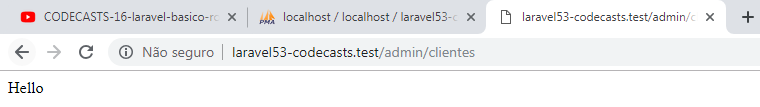 CODECASTS-16-laravel-basico-ro
PMA
localhost / localhost / laravel53-c
laravel53-codecasts.test/admin/c
Não seguro
laravel53-codecasts.test/admin/clientes
Hello